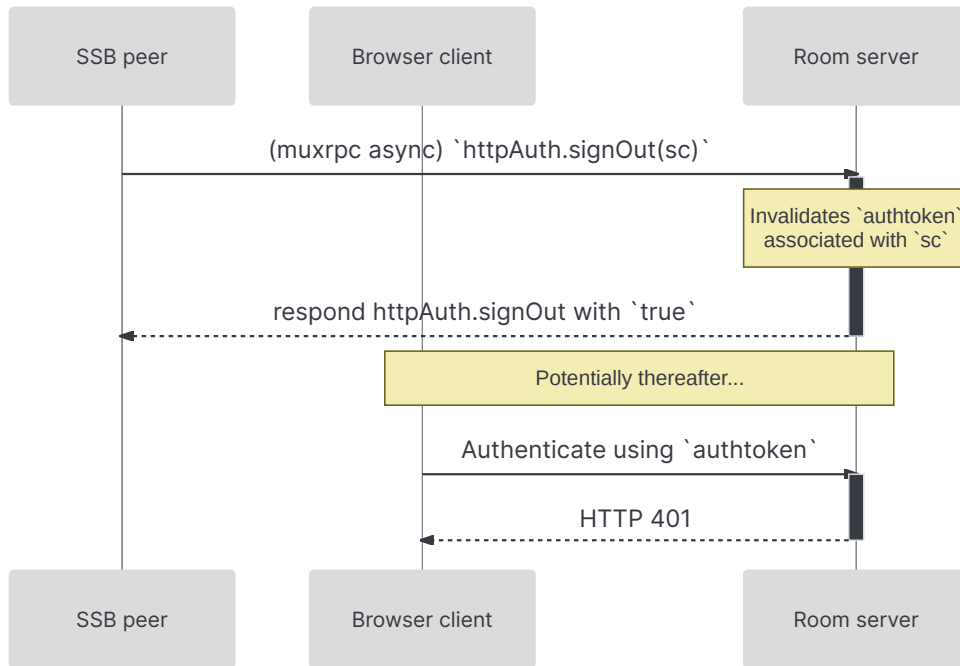 SSB peer
Browser client
Room server
(muxrpc async) `httpAuth.signOut(sc)`
Invalidates `authtoken`
associated with `sc`
respond httpAuth.signOut with `true`
Potentially thereafter...
Authenticate using `authtoken`
HTTP 401
SSB peer
Browser client
Room server